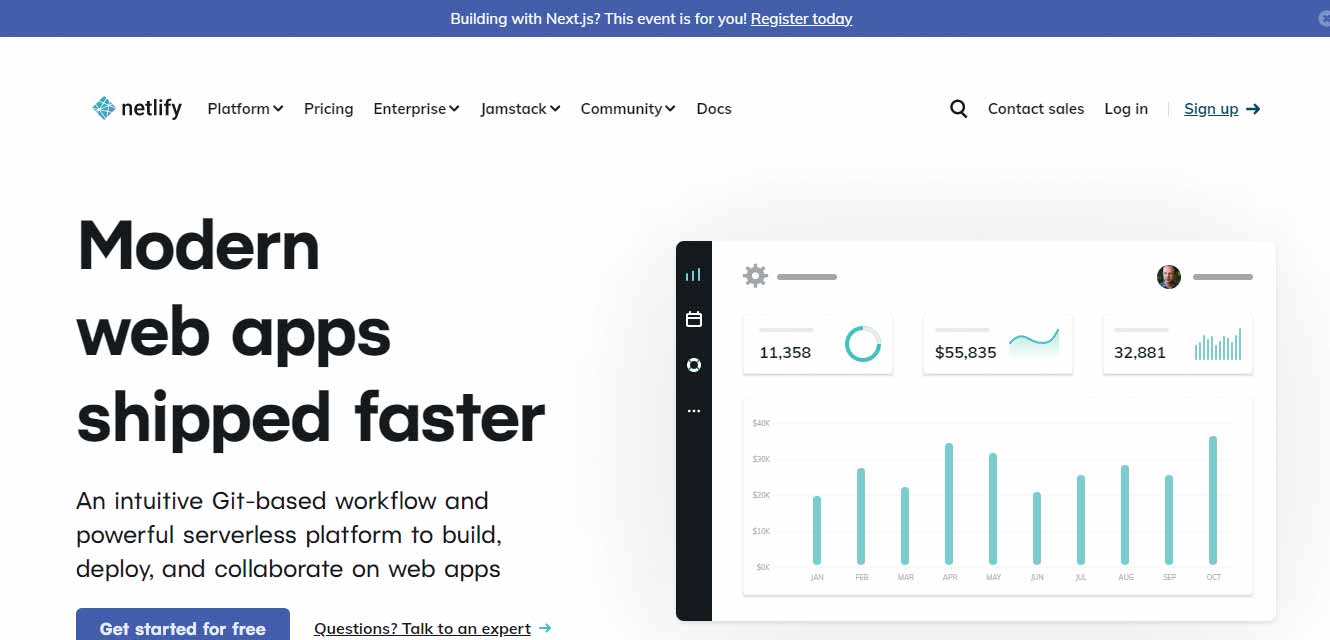 Building with Next.js? This event is for you! Register today
netlify Platform Pricing Enterprise Jamstack Community Docs Contact sales Log in Sign up
Modern
web apps
shipped faster
An intuitive Git-based workflow and
powerful serverless platform to build,
deploy, and collaborate on web apps
Get started for free Questions? Talk to an expert
11,358 $55,835 32,881
$40K
$30K
$20K
$10K
$0K
JAN FEB MAR APR MAY JUN JUL AUG SEP OCT